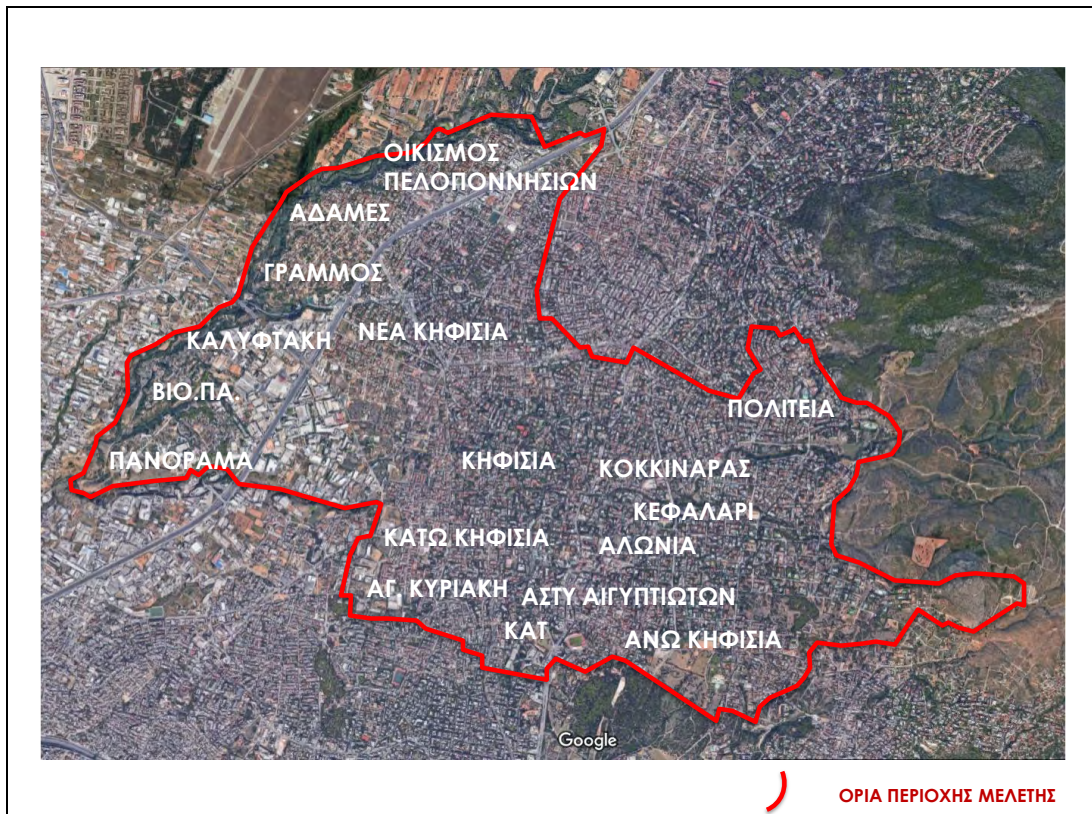 ΟΙΚΙΣΜΟΣ
ΠΕΛΟΠΟΝΝΗΣΙΩΝ
ΑΔΑΜΕΣ
ΓΡΑΜΜΟΣ
ΝΕΑ ΚΗΦΙΣΙΑ
ΚΑΛΥΦΤΑΚΗ
ΒΙΟ.ΠΑ.
ΠΟΛΙΤΕΙΑ
ΠΑΝΟΡΑΜΑ
ΚΗΦΙΣΙΑ
ΚΟΚΚΙΝΑΡΑΣ
ΚΕΦΑΛΑΡΙ
ΚΑΤΩ ΚΗΦΙΣΙΑ
ΑΛΩΝΙΑ
ΑΓ. ΚΥΡΙΑΚΗ
ΑΣΤΥ ΑΙΓΥΠΤΙΩΤΩΝ
ΚΑΤ
ΑΝΩ ΚΗΦΙΣΙΑ
Google
ΟΡΙΑ ΠΕΡΙΟΧΗΣ ΜΕΛΕΤΗΣ